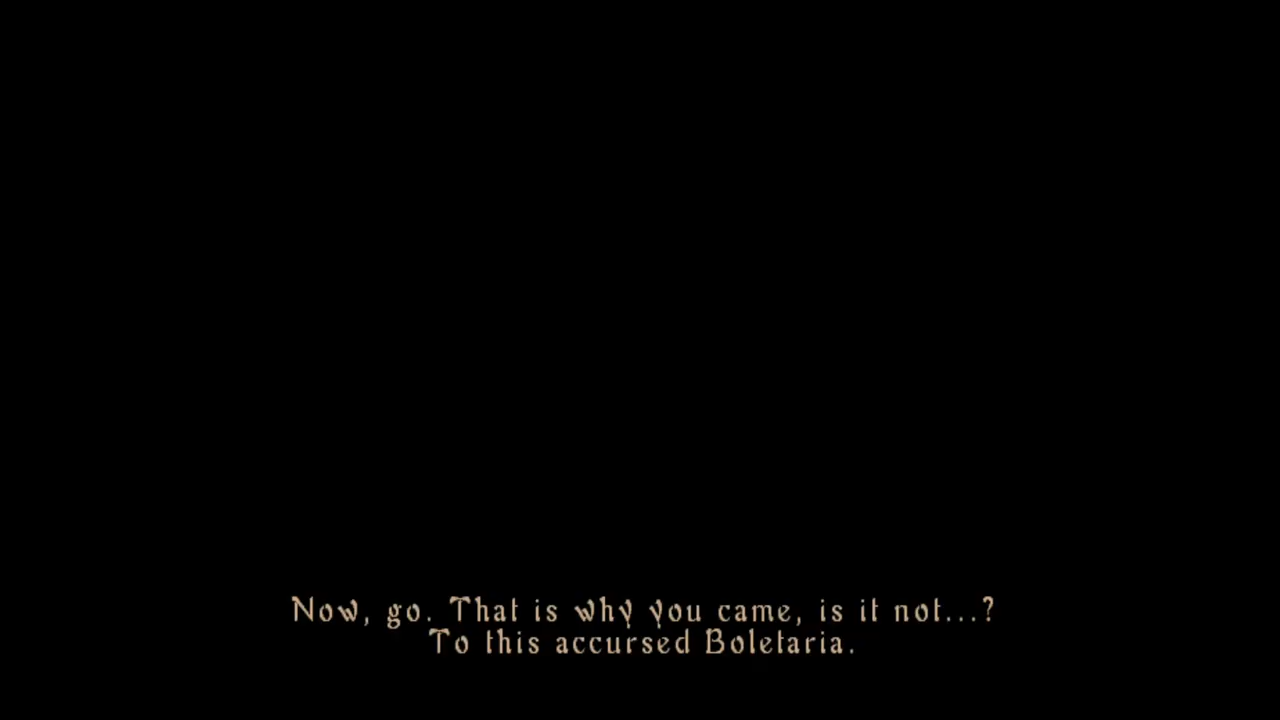 Now, go. That is why you came, is it not...?
To this accursed Boletaria.